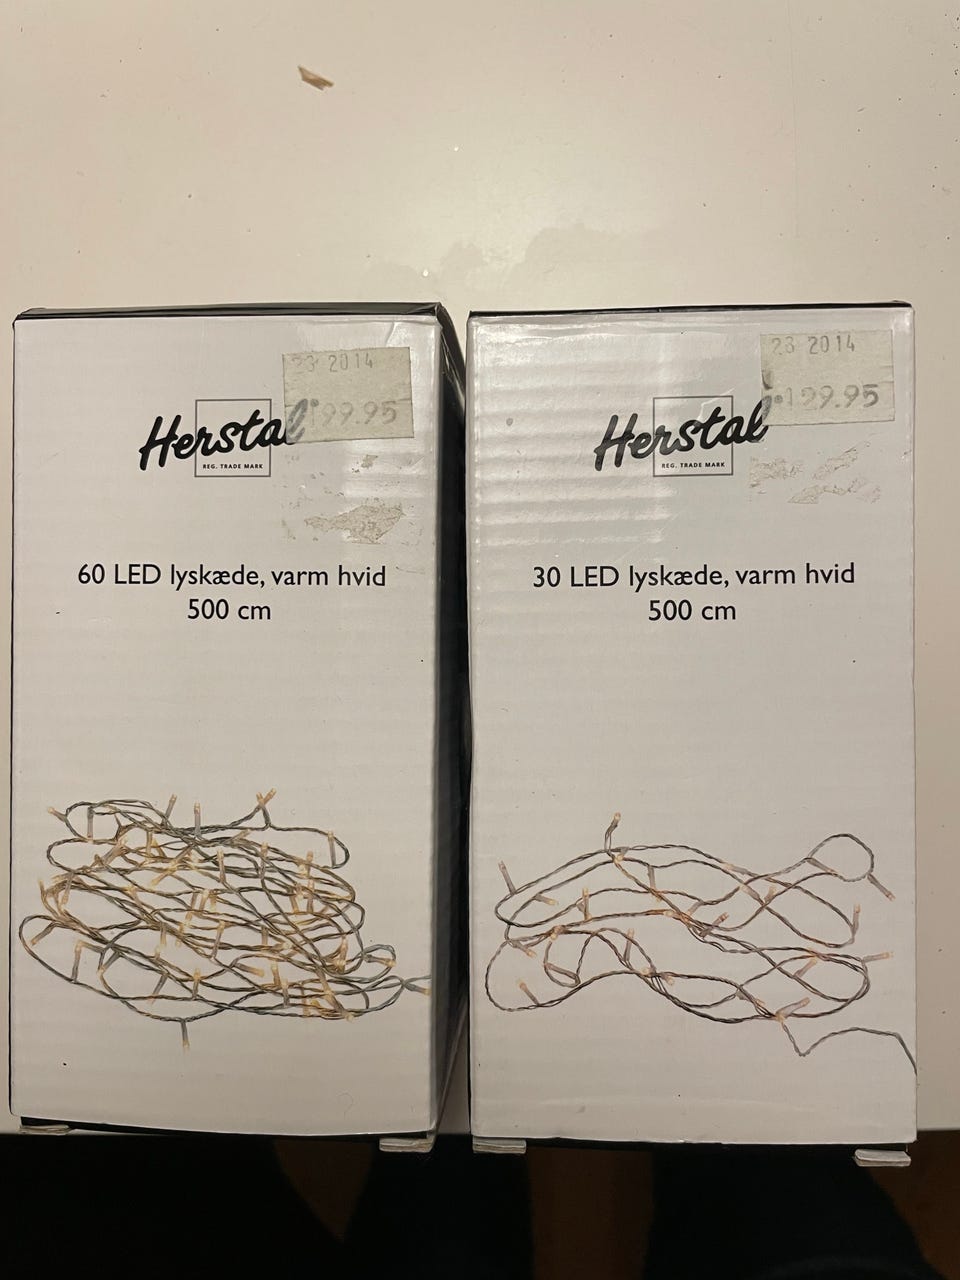 23 2014
99.95
Herstal
REG. TRADE MARK
60 LED lyskæde, varm hvid
500 cm
23 2014
129.95
Herstal
REG. TRADE MARK
30 LED lyskæde, varm hvid
500 cm